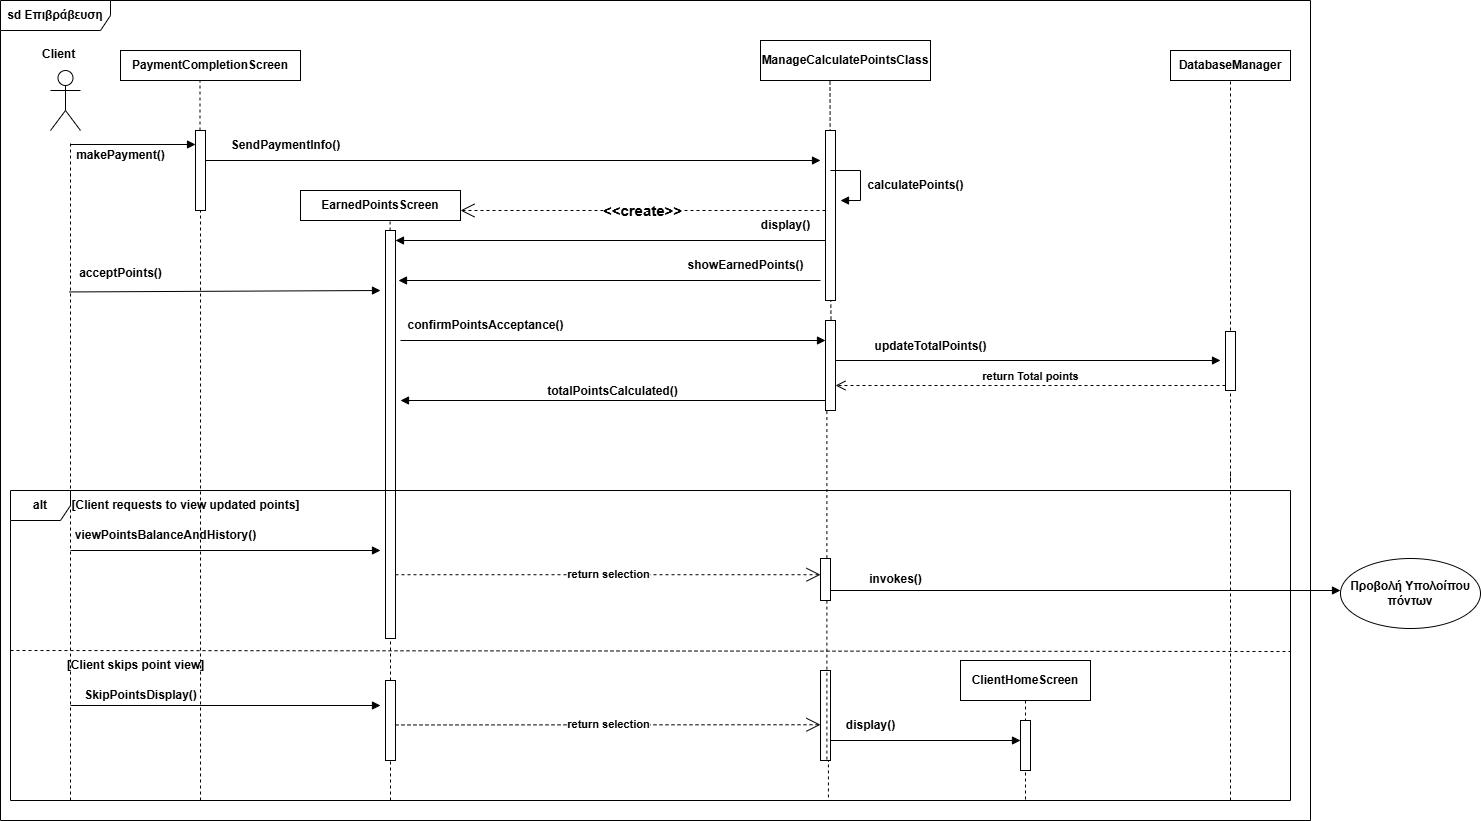 sd Επιβράβευση
Client
PaymentCompletionScreen
ManageCalculatePointsClass
DatabaseManager
makePayment()
SendPaymentInfo()
calculatePoints()
EarnedPointsScreen
<<create>>
display()
showEarnedPoints()
acceptPoints()
confirmPointsAcceptance()
updateTotalPoints()
return Total points
totalPointsCalculated()
alt
[Client requests to view updated points]
viewPointsBalanceAndHistory()
return selection
invokes()
Προβολή Υπολοίπου
πόντων
[Client skips point view]
SkipPointsDisplay()
return selection
display()
ClientHomeScreen